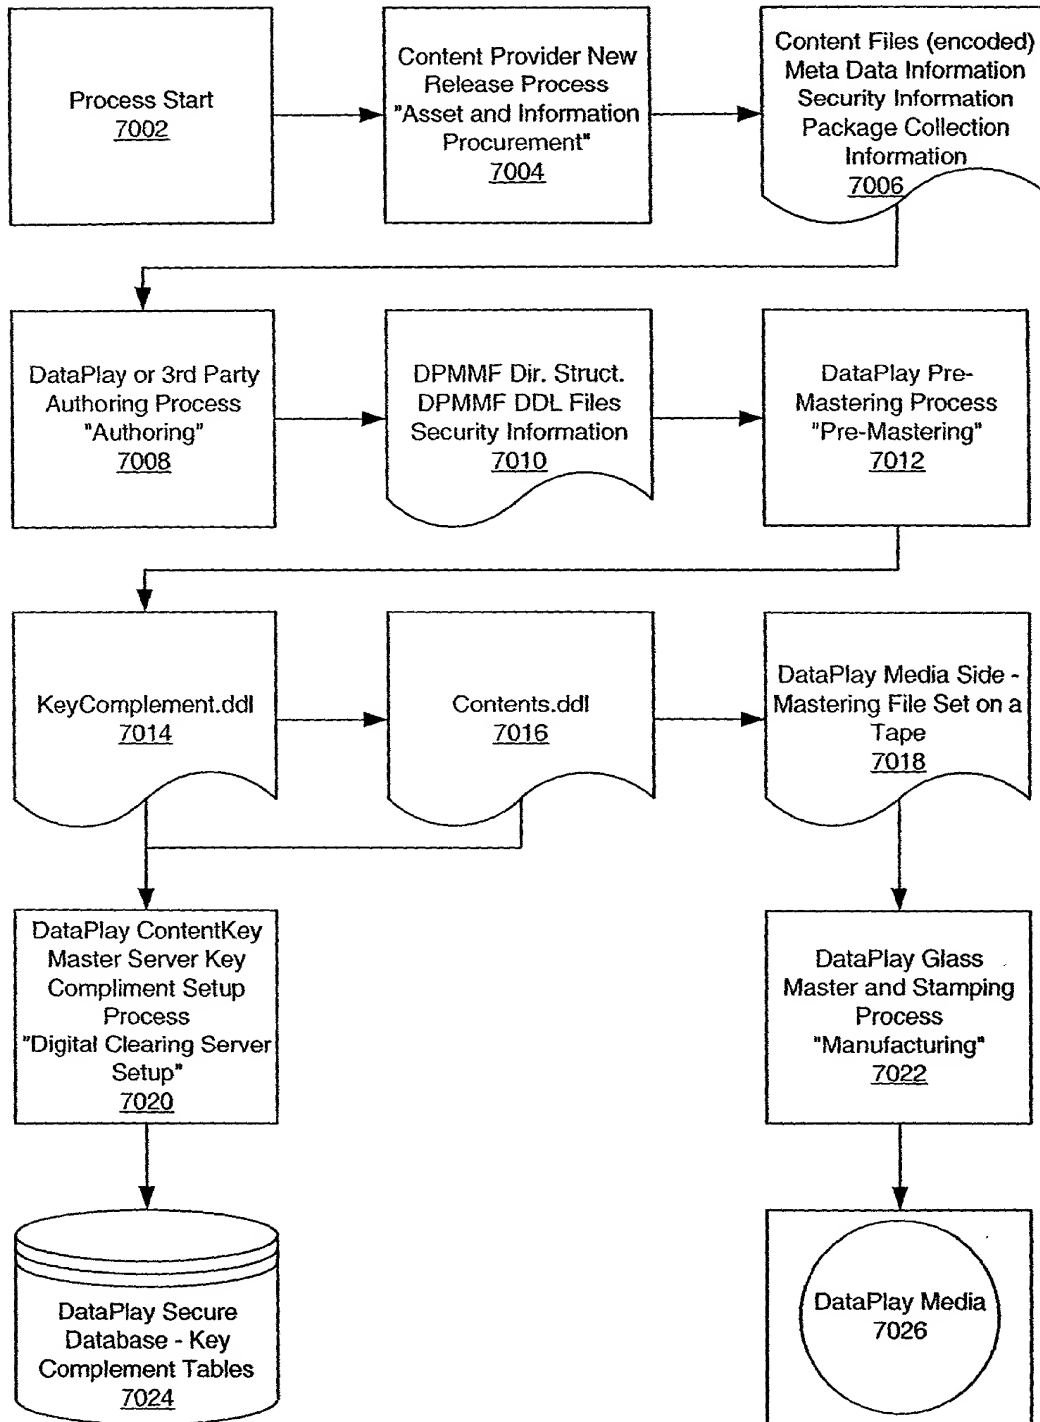 Process Start
7002
Content Provider New
Release Process
"Asset and Information
Procurement"
7004
Content Files (encoded)
Meta Data Information
Security Information
Package Collection
Information
7006
DataPlay or 3rd Party
Authoring Process
"Authoring"
7008
DPMMF Dir. Struct.
DPMMF DDL Files
Security Information
7010
DataPlay Pre-
Mastering Process
"Pre-Mastering"
7012
KeyComplement.ddl
7014
Contents.ddl
7016
DataPlay Media Side -
Mastering File Set on a
Tape
7018
DataPlay ContentKey
Master Server Key
Compliment Setup
Process
"Digital Clearing Server
Setup"
7020
DataPlay Glass
Master and Stamping
Process
"Manufacturing"
7022
DataPlay Secure
Database - Key
Complement Tables
7024
DataPlay Media
7026